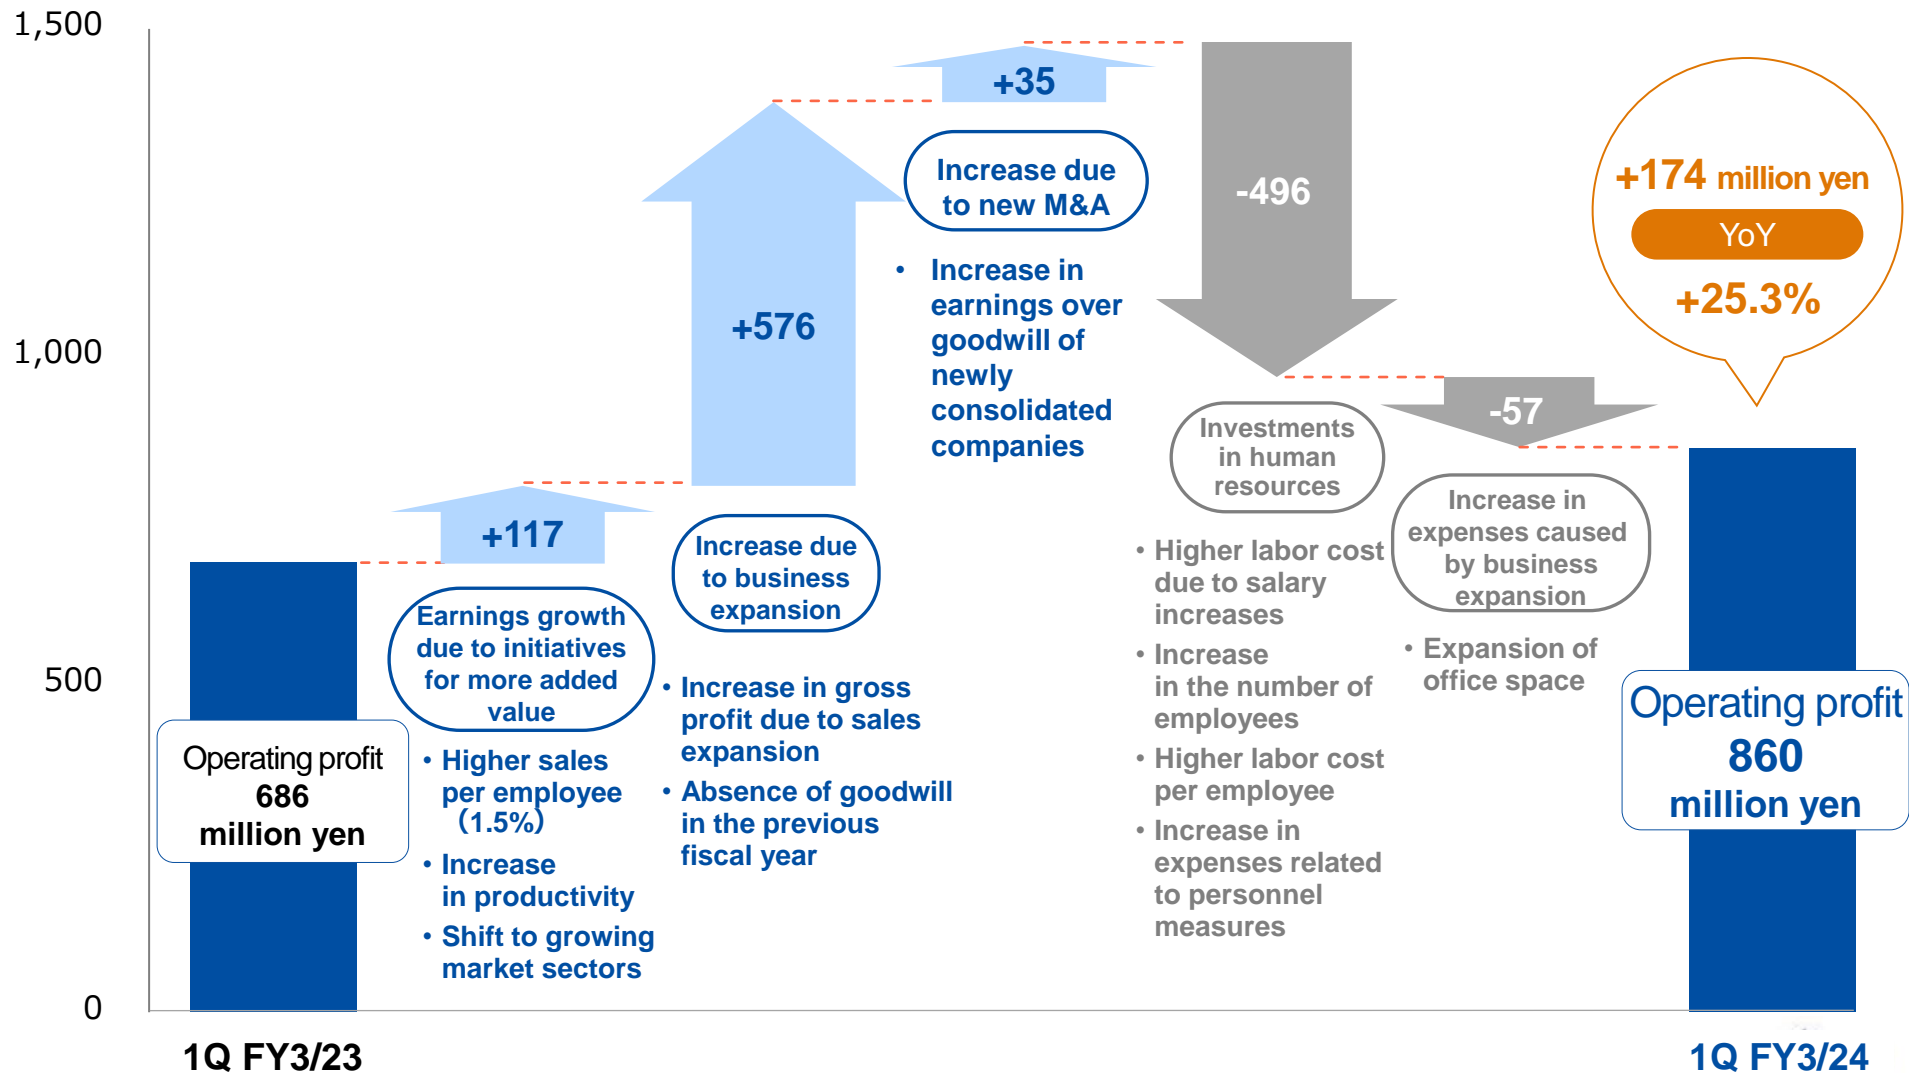 1,500
1,000
500
0
Operating profit
686
million yen
1Q FY3/23
+117
Earnings growth
due to initiatives
for more added
value
• Higher sales
per employee
（1.5%）
• Increase
in productivity
• Shift to growing
market sectors
+576
Increase due
to business
expansion
• Increase in gross
profit due to sales
expansion
• Absence of goodwill
in the previous
fiscal year
+35
Increase due
to new M&A
• Increase in
earnings over
goodwill of
newly
consolidated
companies
-496
Investments
in human
resources
• Higher labor cost
due to salary
increases
• Increase
in the number of
employees
• Higher labor cost
per employee
• Increase in
expenses related
to personnel
measures
-57
Increase in
expenses caused
by business
expansion
• Expansion of
office space
+174 million yen
YoY
+25.3%
Operating profit
860
million yen
1Q FY3/24